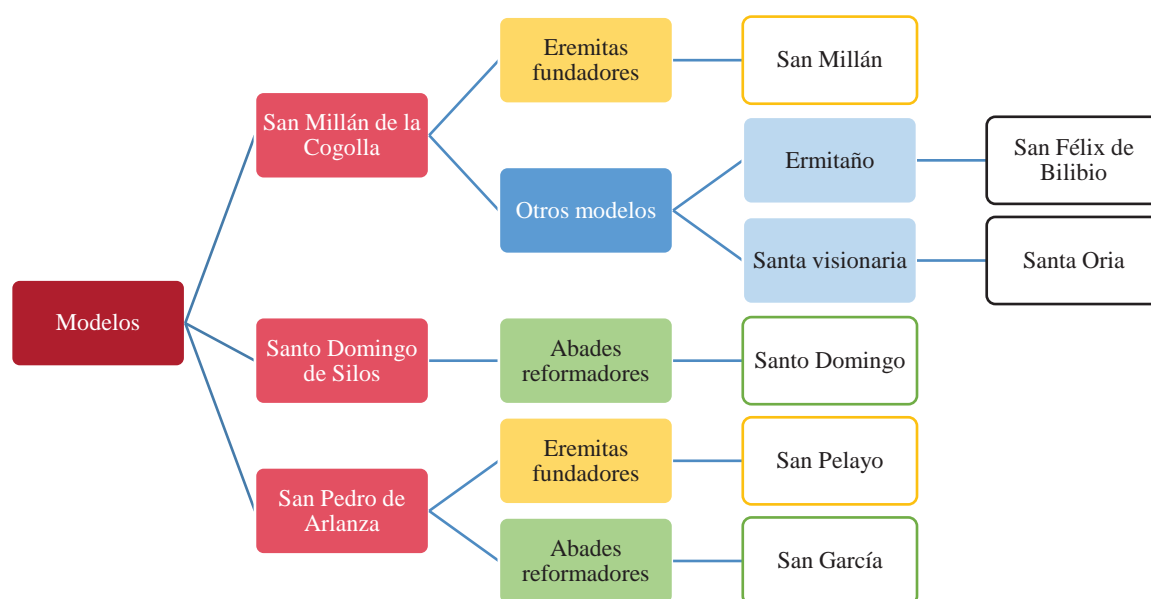 Eremitas
fundadores
San Millán
San Millán de la
Cogolla
Ermitaño
San Félix de
Bilibio
Otros modelos
Santa visionaria
Santa Oria
Modelos
Santo Domingo
de Silos
Abades
reformadores
Santo Domingo
Eremitas
fundadores
San Pelayo
San Pedro de
Arlanza
Abades
reformadores
San García